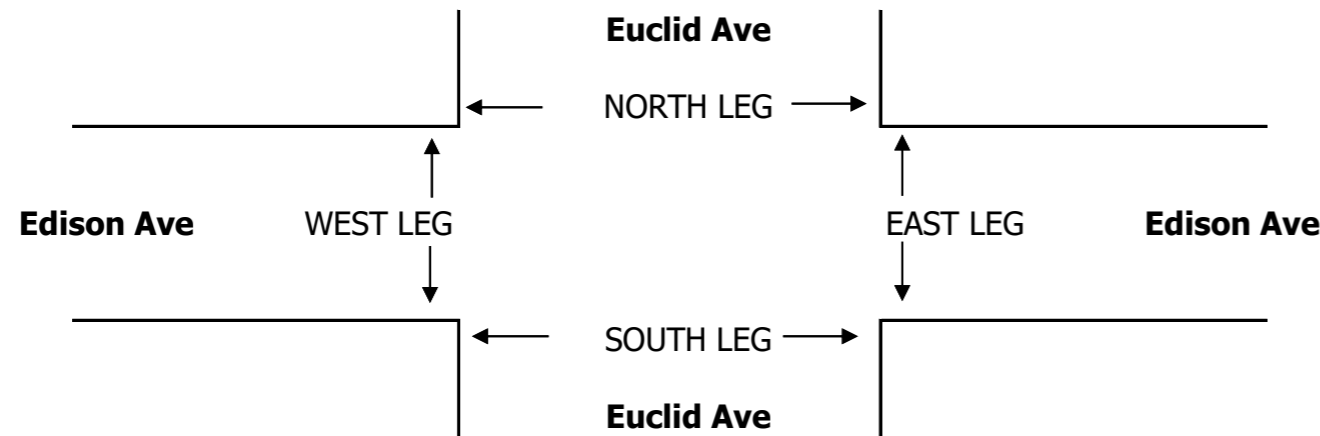 Euclid Ave
NORTH LEG
Edison Ave WEST LEG EAST LEG Edison Ave
SOUTH LEG
Euclid Ave